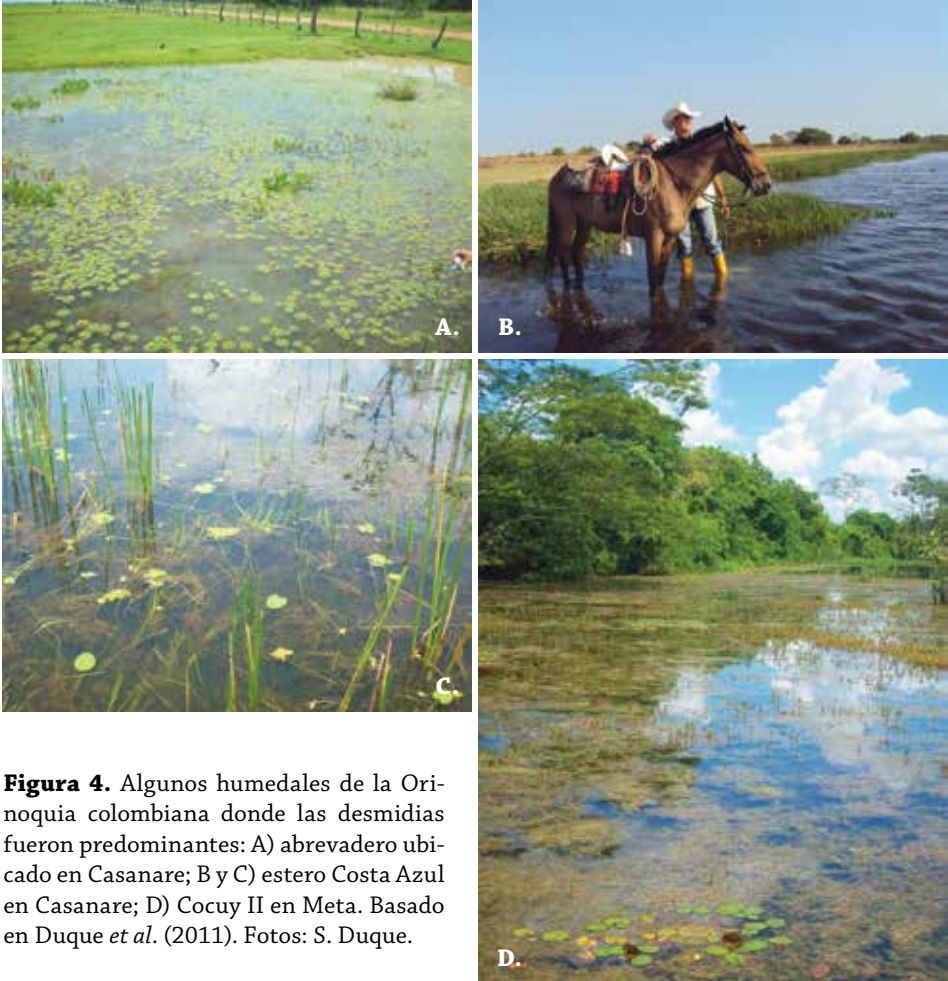 A.
B.
C.
D.
Figura 4. Algunos humedales de la Ori-
noquia colombiana donde las desmidias
fueron predominantes: A) abrevadero ubi-
cado en Casanare; B y C) estero Costa Azul
en Casanare; D) Cocuy II en Meta. Basado
en Duque et al. (2011). Fotos: S. Duque.